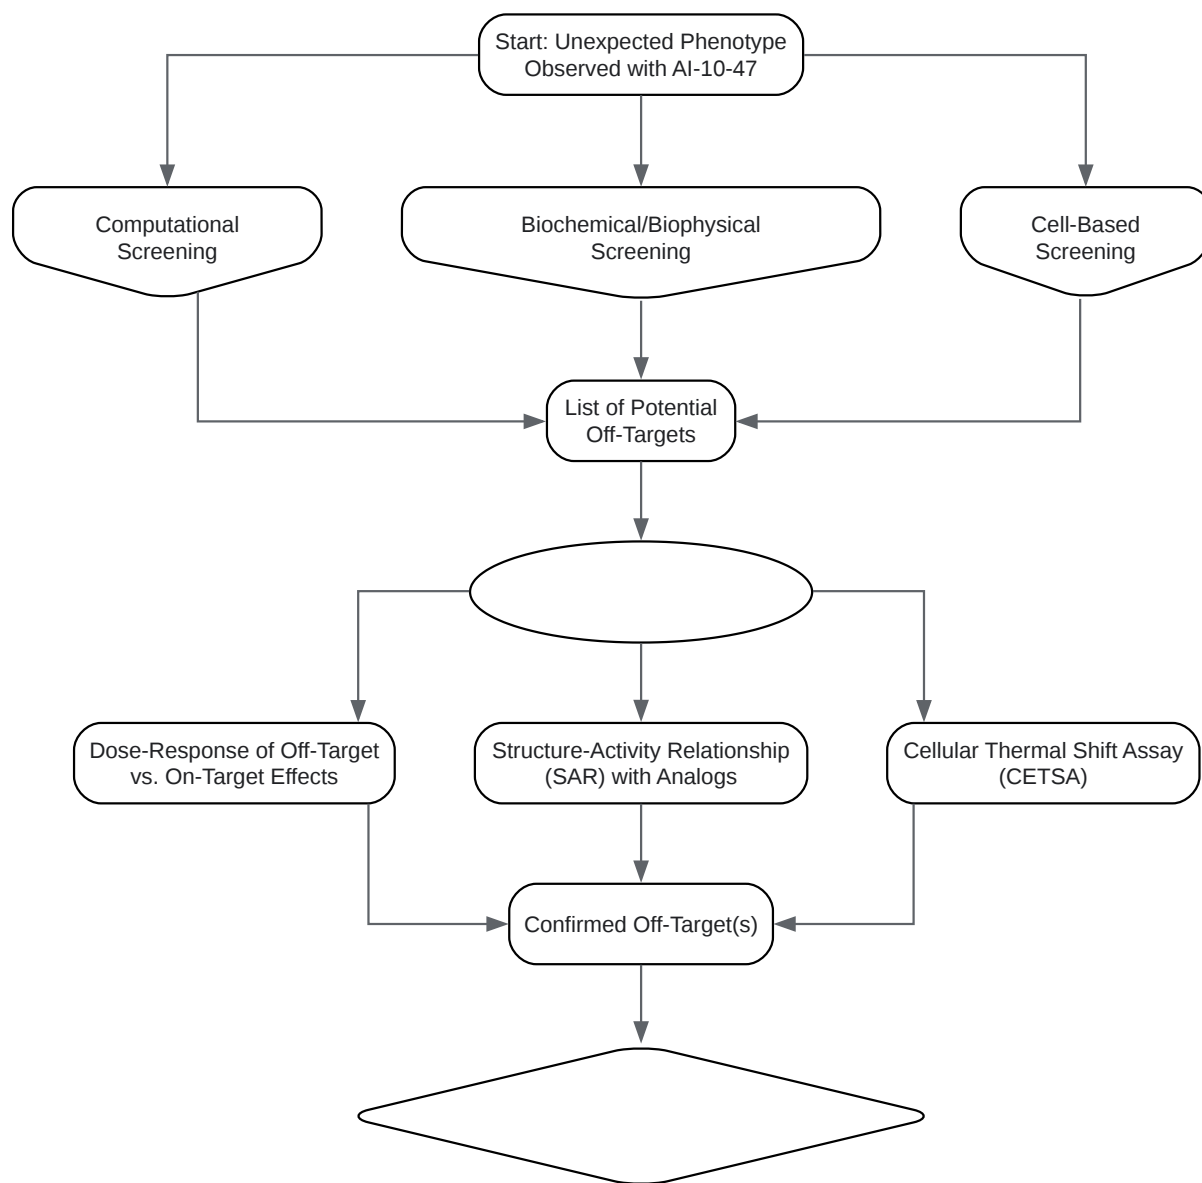 Start: Unexpected Phenotype
Observed with AI-10-47
Computational
Screening
Biochemical/Biophysical
Screening
Cell-Based
Screening
List of Potential
Off-Targets
Dose-Response of Off-Target
vs. On-Target Effects
Structure-Activity Relationship
(SAR) with Analogs
Cellular Thermal Shift Assay
(CETSA)
Confirmed Off-Target(s)